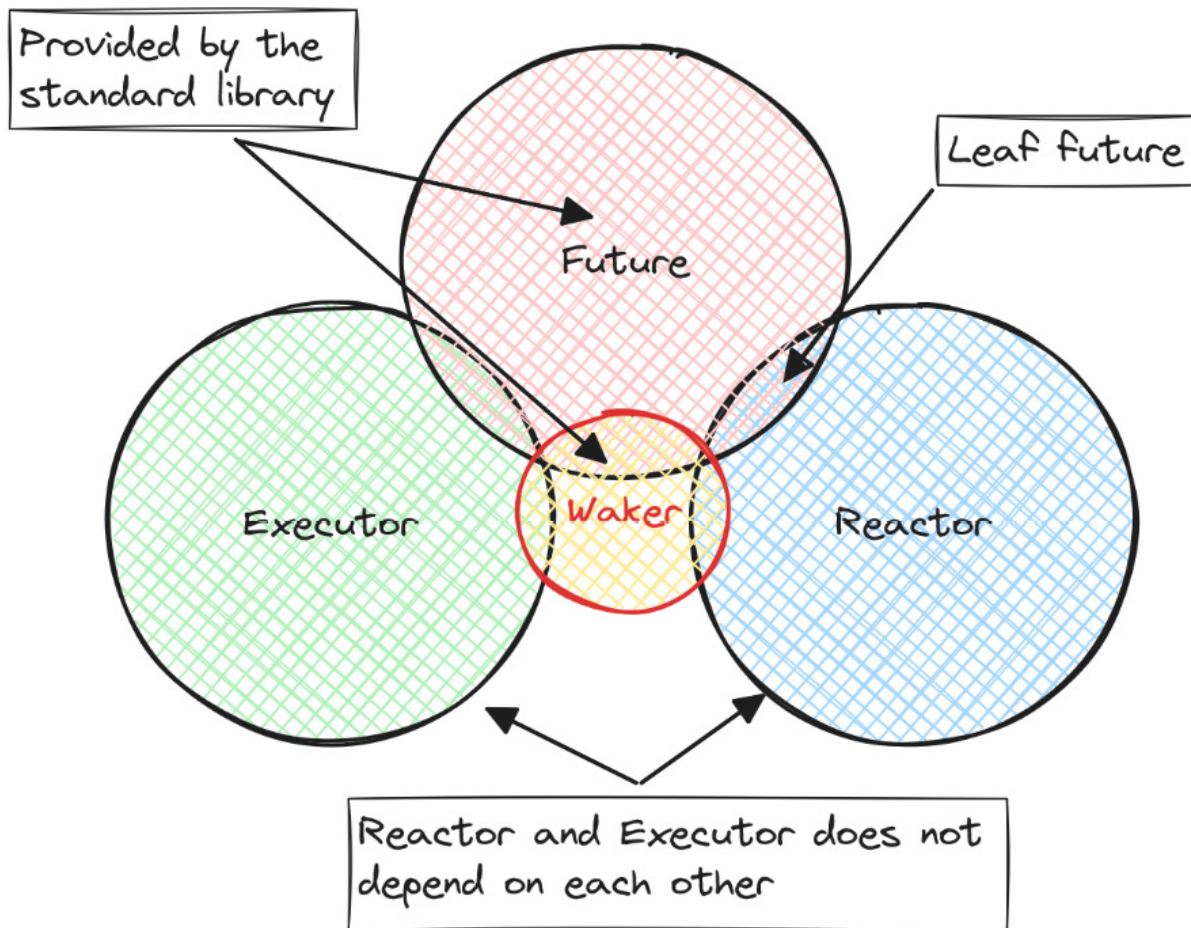 Provided by the
standard library
Leaf future
Future
Executor
Waker
Reactor
Reactor and Executor does not
depend on each other